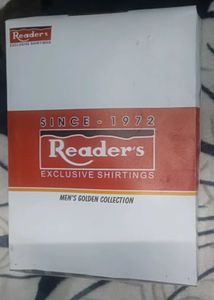 Reader's
EXCLUSIVE SHIRTINGS
SINCE - 1972
Reader's
EXCLUSIVE SHIRTINGS
MEN'S GOLDEN COLLECTION